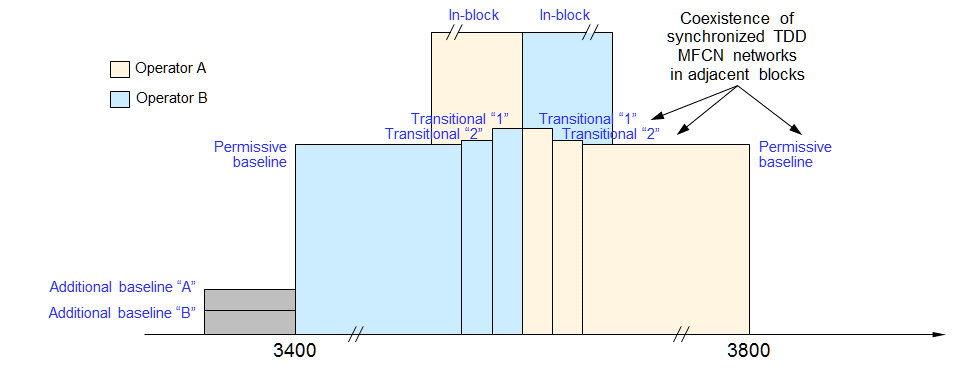 In-block
In-block
Coexistence of
synchronized TDD
MFCN networks
in adjacent blocks
Operator A
Operator B
Transitional “1”
Transitional “1”
Transitional “2”
Transitional “2”
Permissive
baseline
Permissive
baseline
Additional baseline “A”
Additional baseline “B”
3400
3800